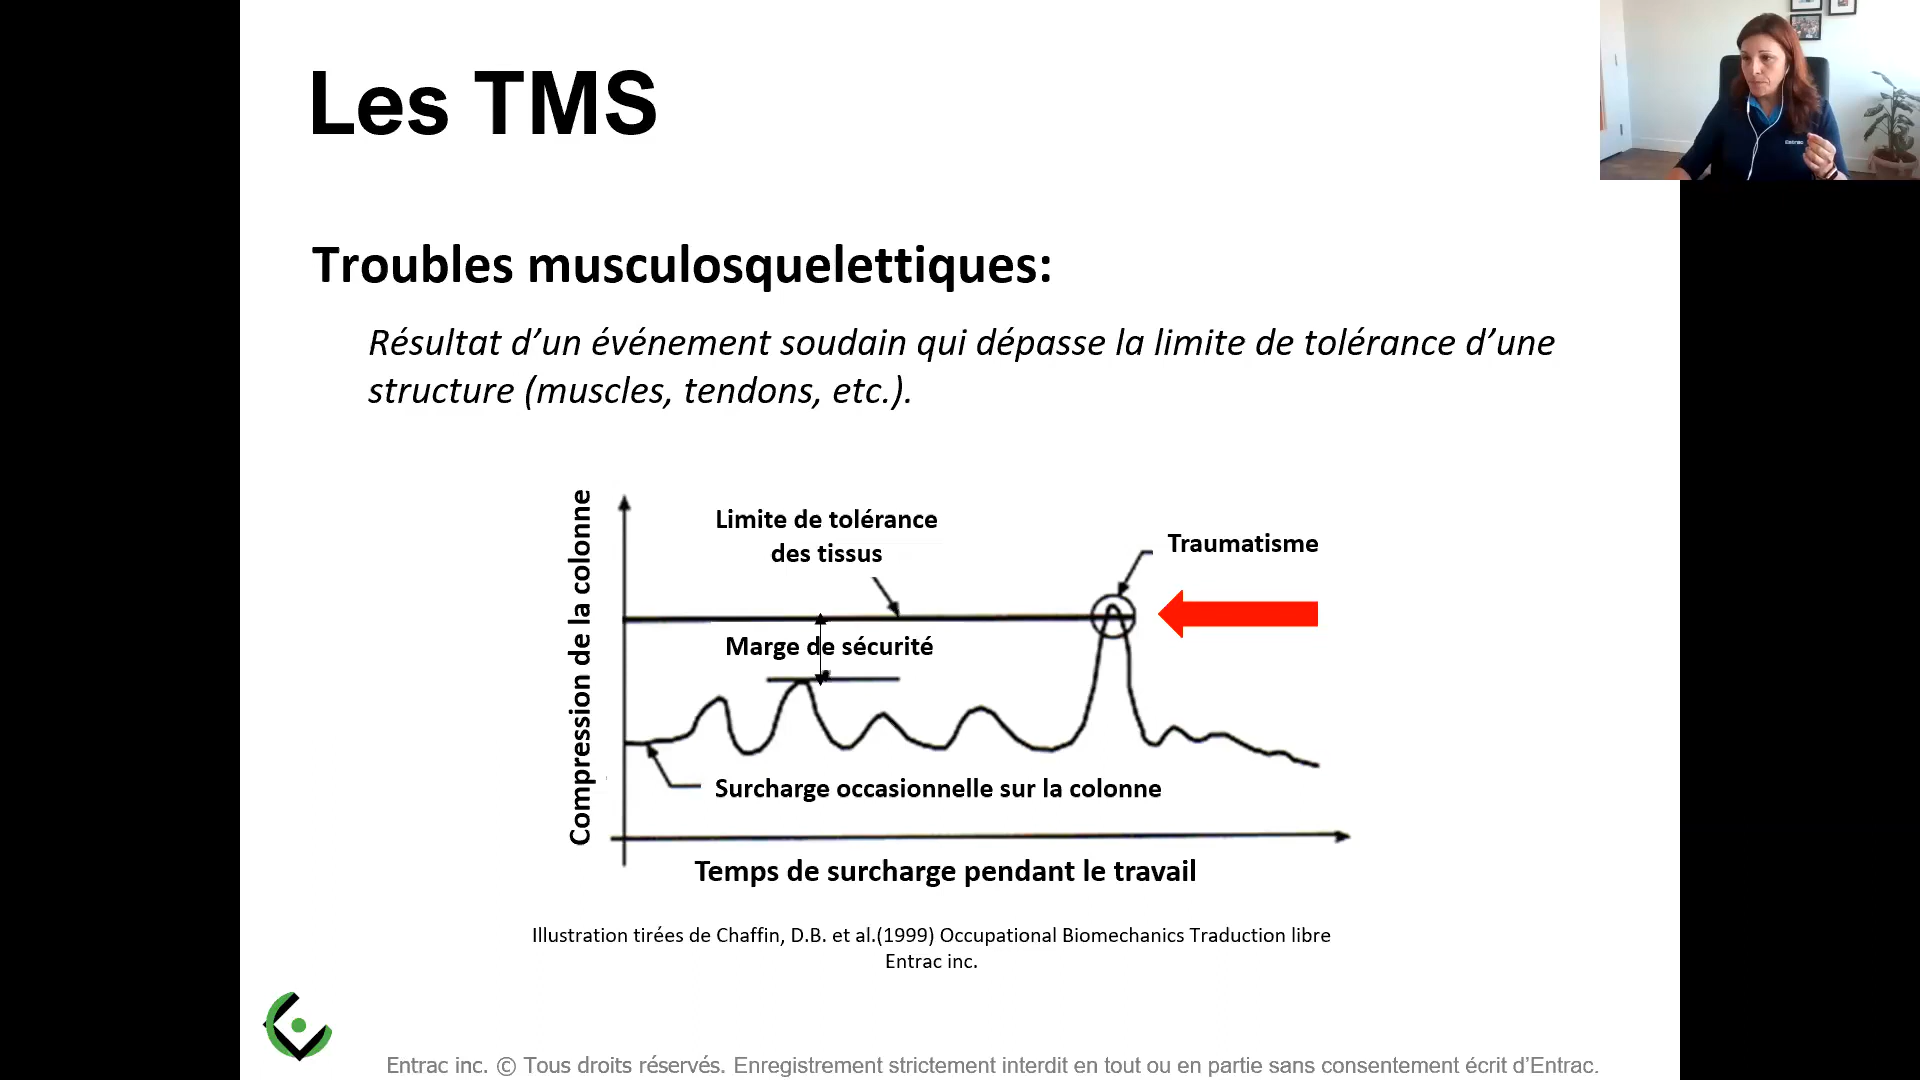 Les TMS
Entrac
Troubles musculosquelettiques:
Résultat d’un événement soudain qui dépasse la limite de tolérance d’une
structure (muscles, tendons, etc.).
Compression de la colonne
Limite de tolérance
des tissus
Traumatisme
Marge de sécurité
Surcharge occasionnelle sur la colonne
Temps de surcharge pendant le travail
Illustration tirées de Chaffin, D.B. et al.(1999) Occupational Biomechanics Traduction libre
Entrac inc.
Entrac inc. © Tous droits réservés. Enregistrement strictement interdit en tout ou en partie sans consentement écrit d’Entrac.